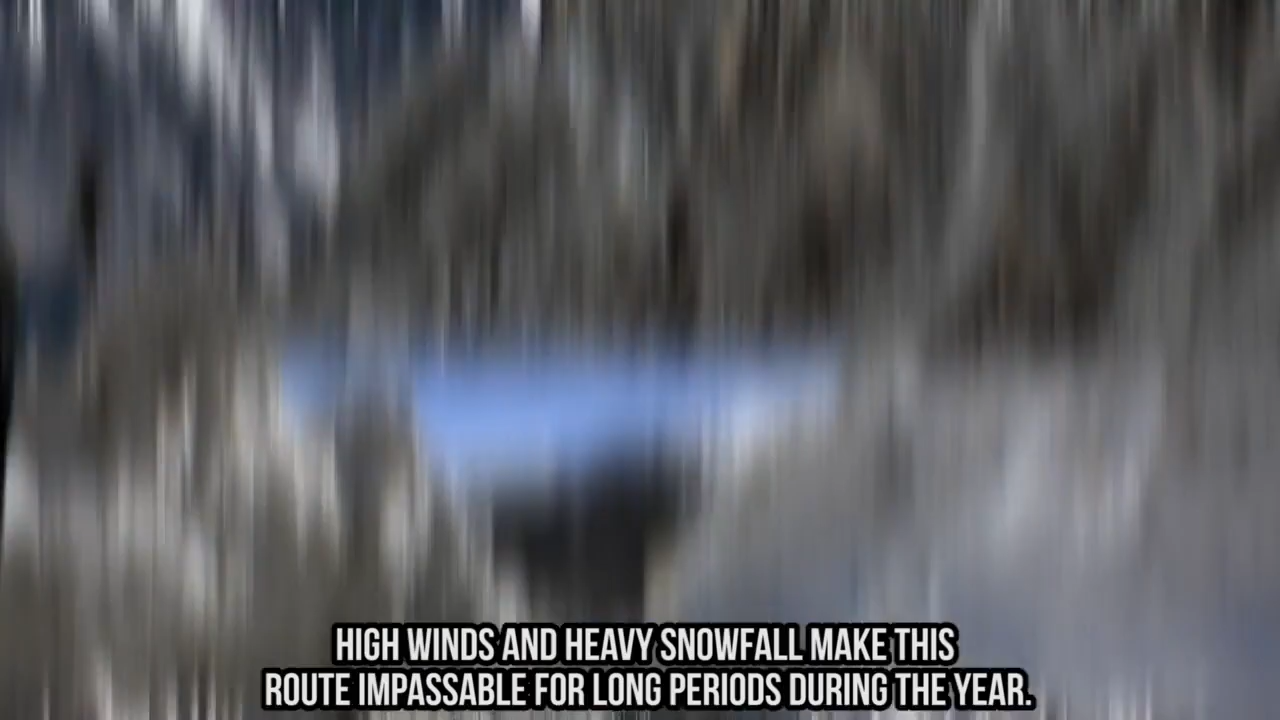 HIGH WINDS AND HEAVY SNOWFALL MAKE THIS
ROUTE IMPASSABLE FOR LONG PERIODS DURING THE YEAR.